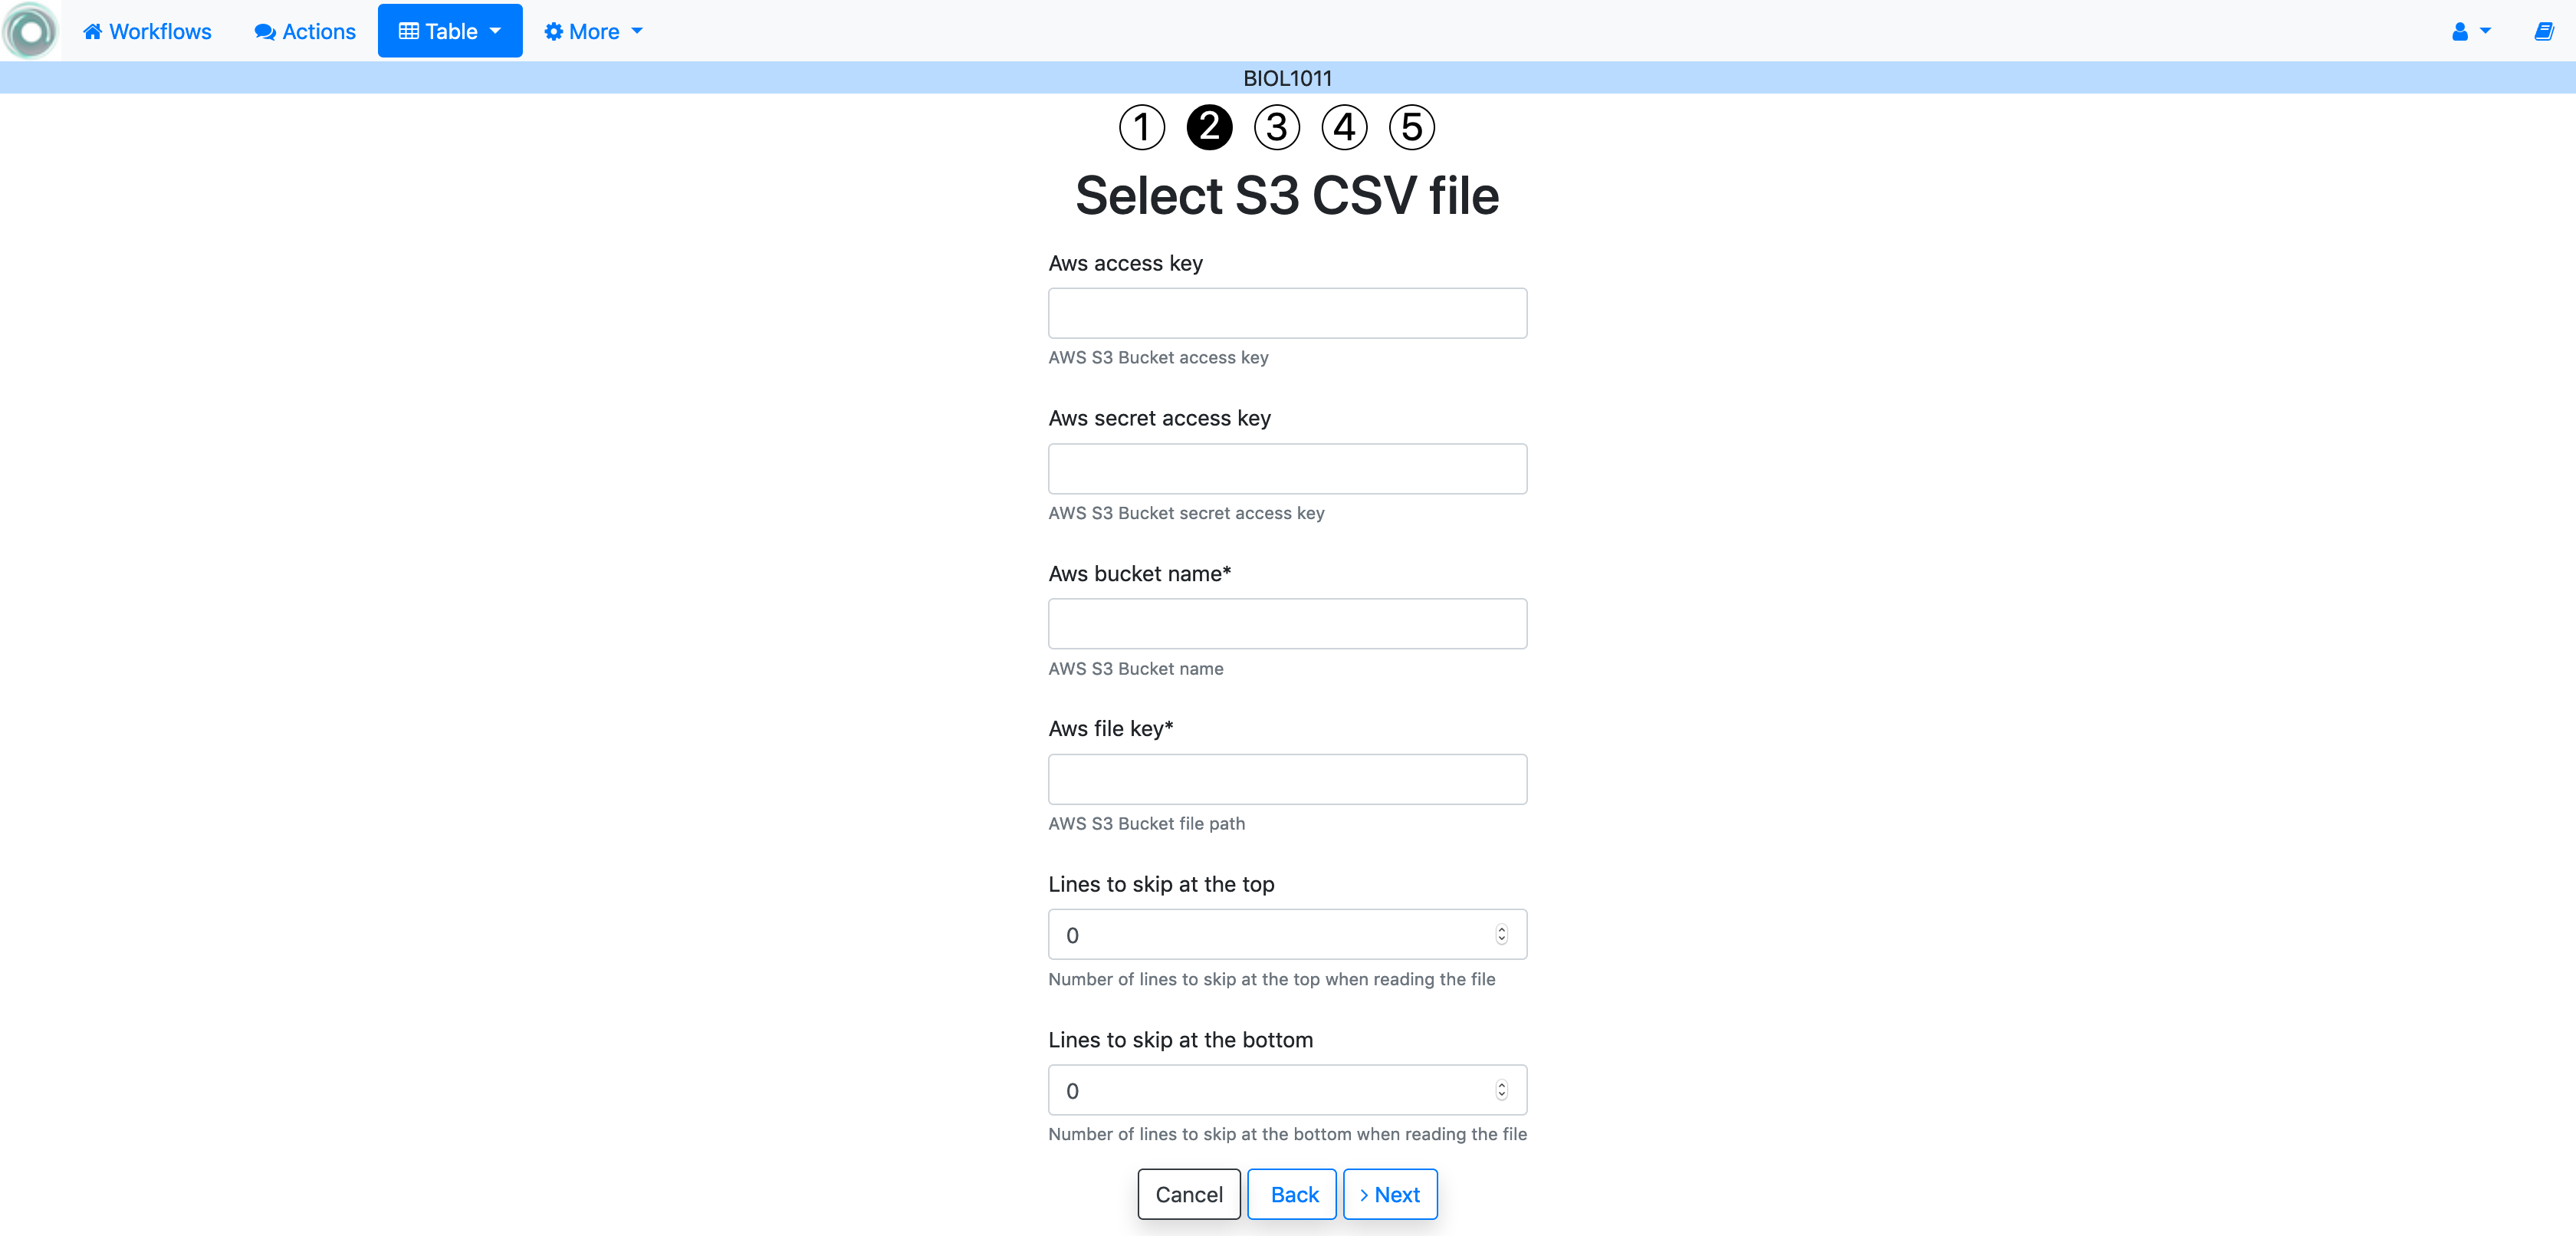 Workflows Actions Table More
BIOL1011
1 2 3 4 5
Select S3 CSV file
Aws access key
AWS S3 Bucket access key
Aws secret access key
AWS S3 Bucket secret access key
Aws bucket name*
AWS S3 Bucket name
Aws file key*
AWS S3 Bucket file path
Lines to skip at the top
0
Number of lines to skip at the top when reading the file
Lines to skip at the bottom
0
Number of lines to skip at the bottom when reading the file
Cancel Back Next